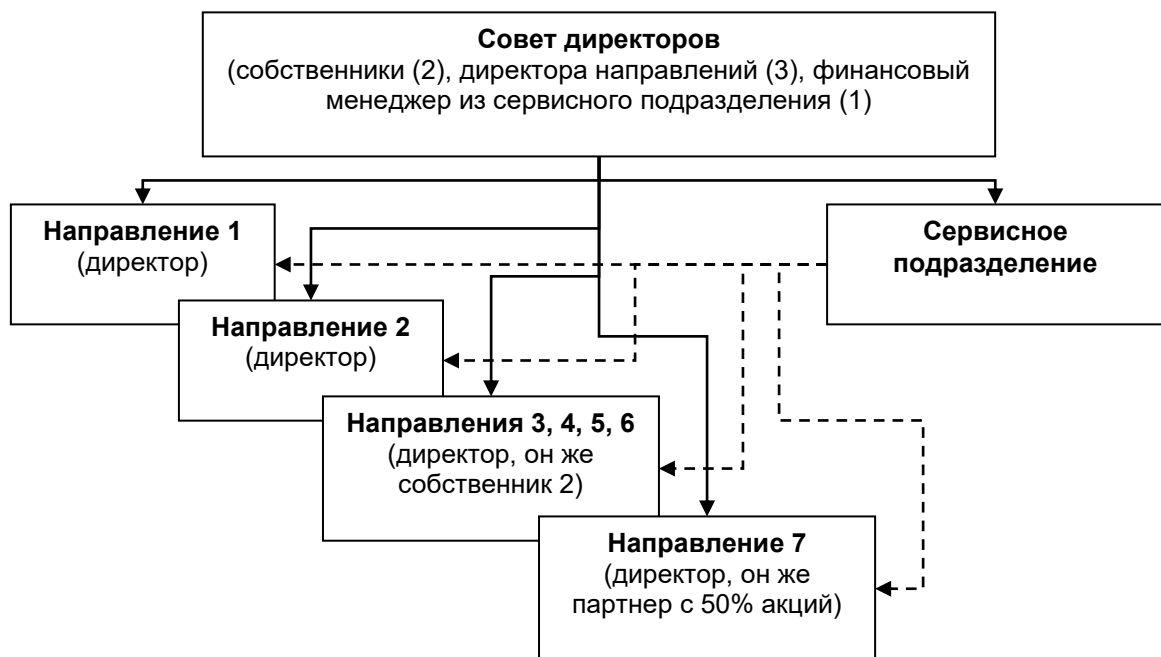 Совет директоров
(собственники (2), директора направлений (3), финансовый
менеджер из сервисного подразделения (1)
Направление 1
(директор)
Сервисное
подразделение
Направление 2
(директор)
Направления 3, 4, 5, 6
(директор, он же
собственник 2)
Направление 7
(директор, он же
партнер с 50% акций)